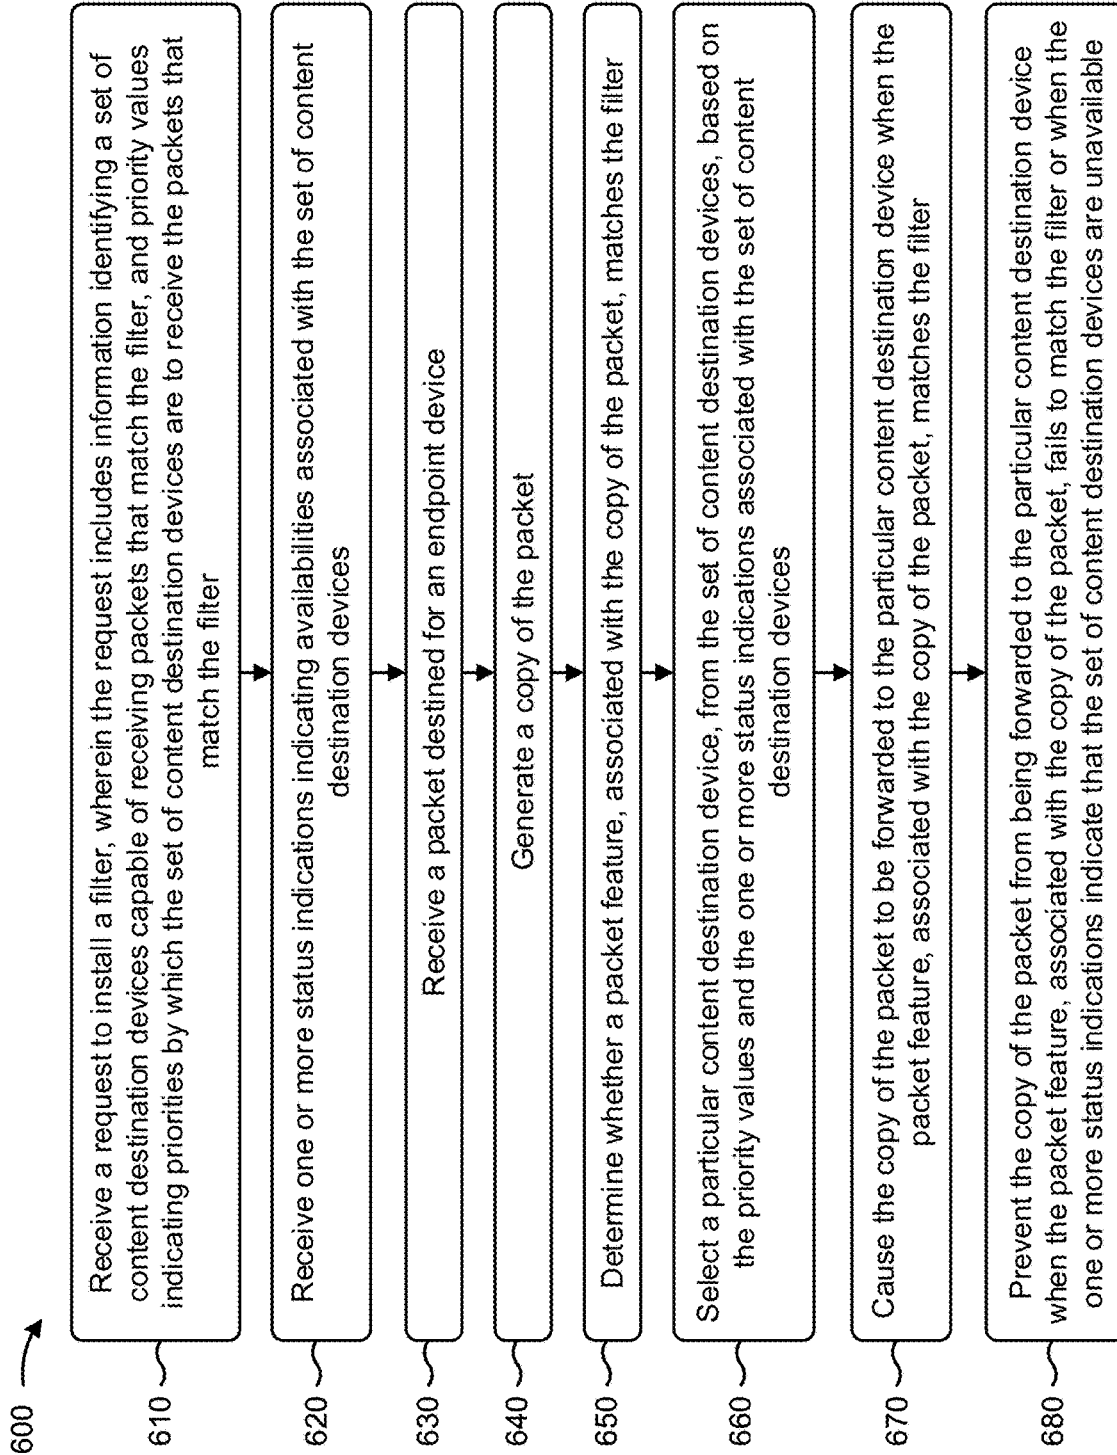 600
610
Receive a request to install a filter, wherein the request includes information identifying a set of
content destination devices capable of receiving packets that match the filter, and priority values
indicating priorities by which the set of content destination devices are to receive the packets that
match the filter
620
Receive one or more status indications indicating availabilities associated with the set of content
destination devices
630
Receive a packet destined for an endpoint device
640
Generate a copy of the packet
650
Determine whether a packet feature, associated with the copy of the packet, matches the filter
660
Select a particular content destination device, from the set of content destination devices, based on
the priority values and the one or more status indications associated with the set of content
destination devices
670
Cause the copy of the packet to be forwarded to the particular content destination device when the
packet feature, associated with the copy of the packet, matches the filter
680
Prevent the copy of the packet from being forwarded to the particular content destination device
when the packet feature, associated with the copy of the packet, fails to match the filter or when the
one or more status indications indicate that the set of content destination devices are unavailable